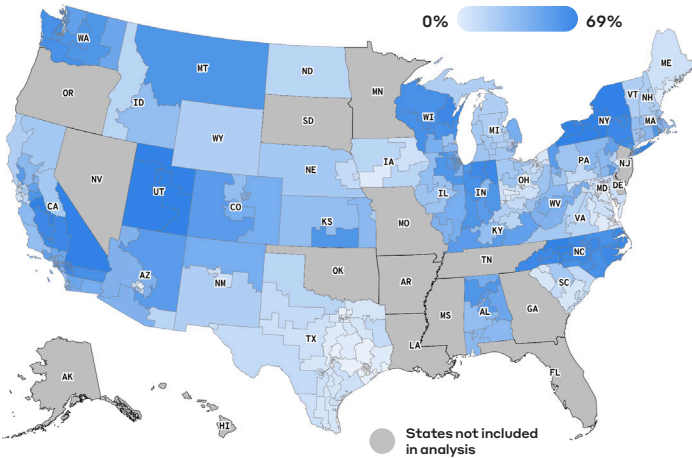 0% 69%
WA
MT
ND
MN
ME
OR
ID
SD
WI
VT NH
WY
MI
NY
MA
NV
UT
NE
IA
PA
NJ
CA
CO
KS
MO
IL
IN
OH
MD DE
WV
VA
KY
AZ
NM
OK
AR
TN
NC
SC
TX
LA
MS
AL
GA
FL
AK
HI
States not included
in analysis